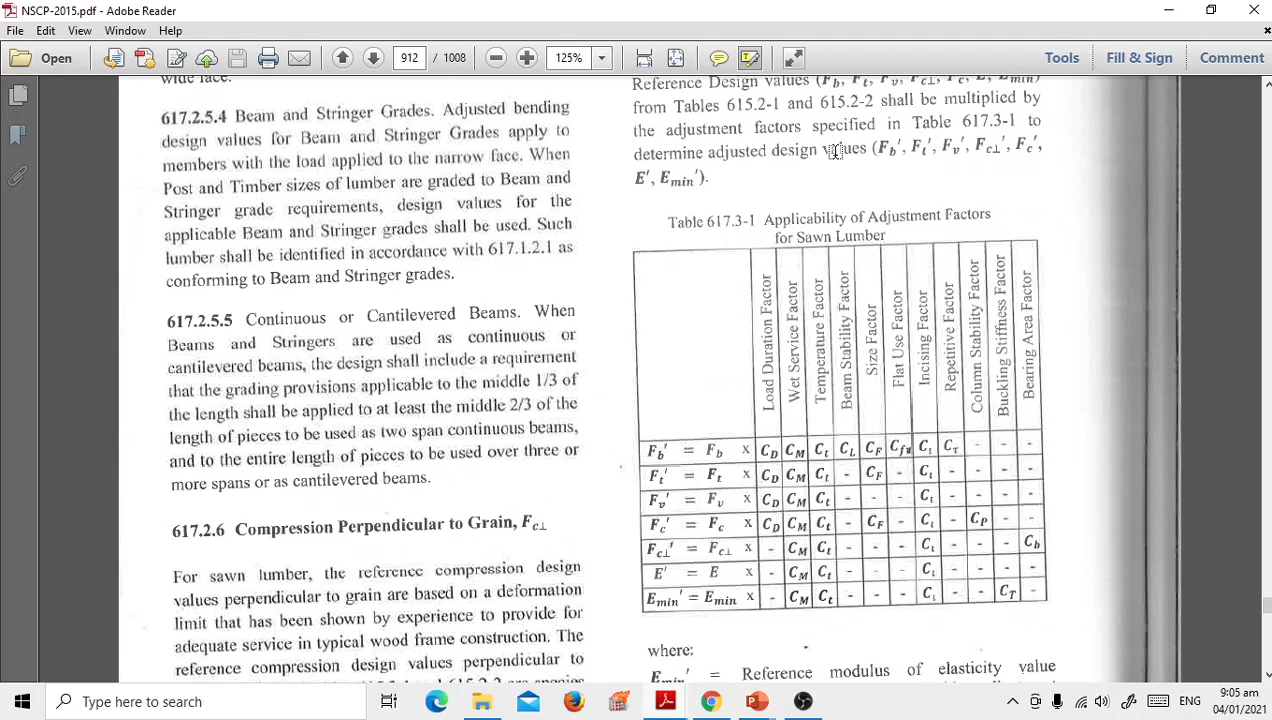 NSCP-2015.pdf - Adobe Reader
File Edit View Window Help
Open 912 / 1008 125% Tools Fill & Sign Comment
wide face.
617.2.5.4 Beam and Stringer Grades. Adjusted bending
design values for Beam and Stringer Grades apply to
members with the load applied to the narrow face. When
Post and Timber sizes of lumber are graded to Beam and
Stringer grade requirements, design values for the
applicable Beam and Stringer grades shall be used. Such
lumber shall be identified in accordance with 617.1.2.1 as
conforming to Beam and Stringer grades.
617.2.5.5 Continuous or Cantilevered Beams. When
Beams and Stringers are used as continuous or
cantilevered beams, the design shall include a requirement
that the grading provisions applicable to the middle 1/3 of
the length shall be applied to at least the middle 2/3 of the
length of pieces to be used as two span continuous beams,
and to the entire length of pieces to be used over three or
more spans or as cantilevered beams.
617.2.6 Compression Perpendicular to Grain, Fc⊥
For sawn lumber, the reference compression design
values perpendicular to grain are based on a deformation
limit that has been shown by experience to provide for
adequate service in typical wood frame construction. The
reference compression design values perpendicular to
Reference Design values (Fb, Ft, Fv, Fc⊥, Fc, E, Emin)
from Tables 615.2-1 and 615.2-2 shall be multiplied by
the adjustment factors specified in Table 617.3-1 to
determine adjusted design values (Fb′, Ft′, Fv′, Fc⊥′, Fc′,
E′, Emin′).
Table 617.3-1 Applicability of Adjustment Factors
for Sawn Lumber
Load Duration Factor
Wet Service Factor
Temperature Factor
Beam Stability Factor
Size Factor
Flat Use Factor
Incising Factor
Repetitive Factor
Column Stability Factor
Buckling Stiffness Factor
Bearing Area Factor
Fb′ = Fb x CD CM Ct CL CF Cfu Ci Cr - - -
Ft′ = Ft x CD CM Ct - CF - Ci - - - -
Fv′ = Fv x CD CM Ct - - - Ci - - - -
Fc′ = Fc x CD CM Ct - CF - Ci - CP - -
Fc⊥′ = Fc⊥ x - CM Ct - - - Ci - - - Cb
E′ = E x - CM Ct - - - Ci - - - -
Emin′ = Emin x - CM Ct - - - Ci - - CT -
where:
Emin′ = Reference modulus of elasticity value
Type here to search
ENG
9:05 am
04/01/2021